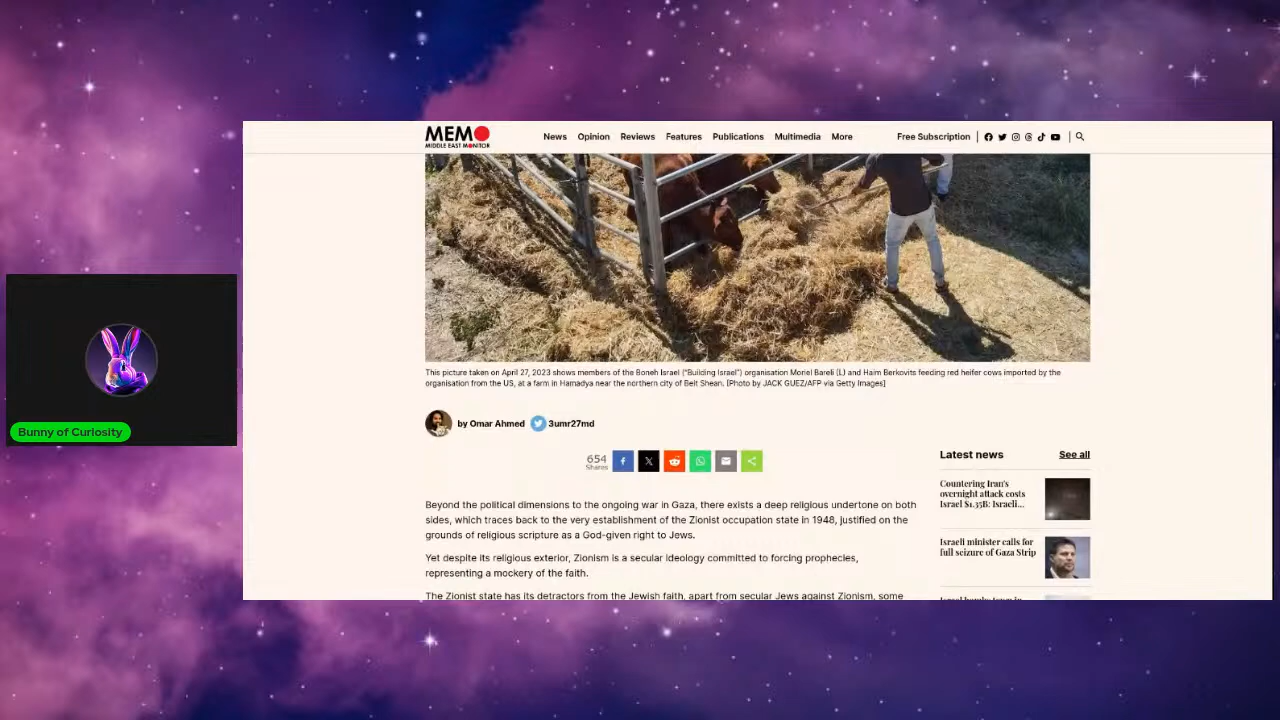 MEMO
MIDDLE EAST MONITOR
News Opinion Reviews Features Publications Multimedia More
Free Subscription
This picture taken on April 27, 2023 shows members of the Boneh Israel ("Building Israel") organisation Moriel Bareli (L) and Haim Berkovits feeding red heifer cows imported by the
organisation from the US, at a farm in Hamadya near the northern city of Beit Shean. [Photo by JACK GUEZ/AFP via Getty Images]
by Omar Ahmed 3umr27md
654
Shares
Beyond the political dimensions to the ongoing war in Gaza, there exists a deep religious undertone on both
sides, which traces back to the very establishment of the Zionist occupation state in 1948, justified on the
grounds of religious scripture as a God-given right to Jews.
Yet despite its religious exterior, Zionism is a secular ideology committed to forcing prophecies,
representing a mockery of the faith.
The Zionist state has its detractors from the Jewish faith, apart from secular Jews against Zionism, some
Latest news See all
Countering Iran's
overnight attack costs
Israel $1.35B: Israeli...
Israeli minister calls for
full seizure of Gaza Strip
Bunny of Curiosity